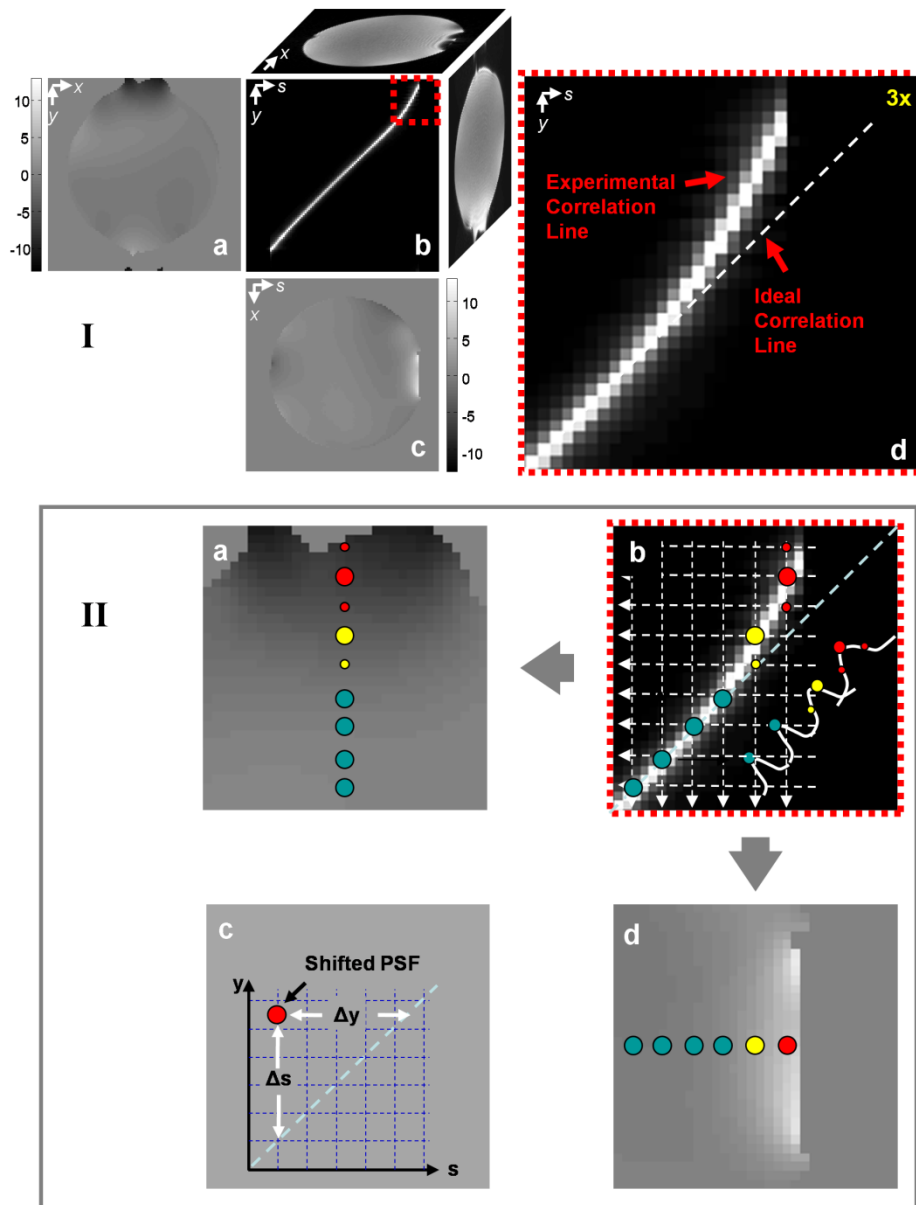 x
10
5
0
-5
-10
x
y
a
s
y
b
s
x
10
5
0
-5
-10
c
I
s
y
3x
Experimental
Correlation
Line
Ideal
Correlation
Line
d
II
a
b
c
Shifted PSF
y
Δy
Δs
s
d